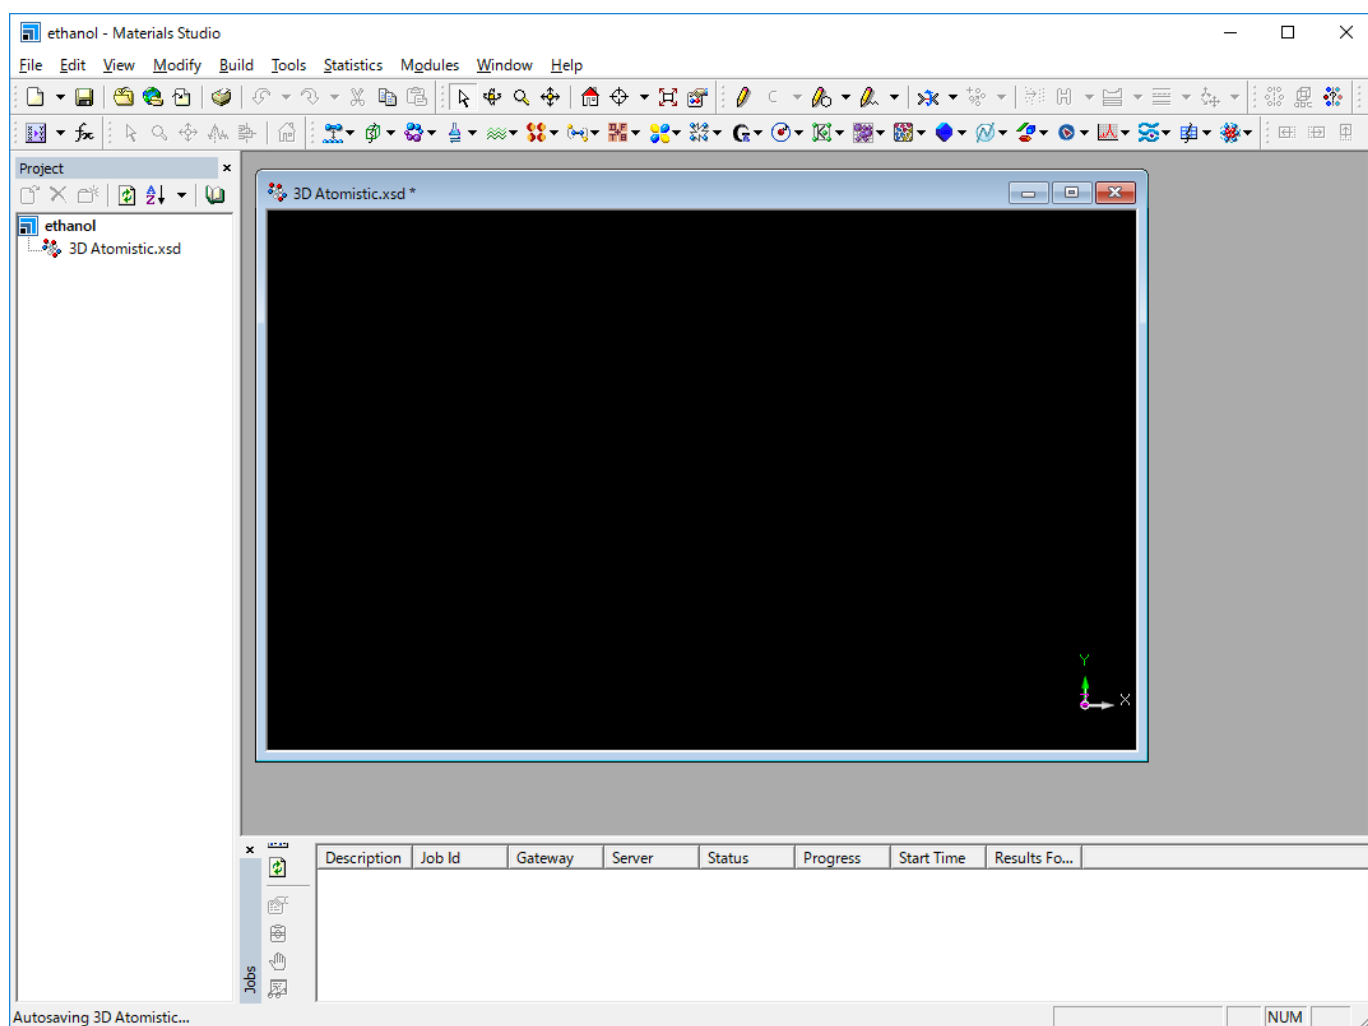 ethanol - Materials Studio
File Edit View Modify Build Tools Statistics Modules Window Help
Project
ethanol
3D Atomistic.xsd
3D Atomistic.xsd *
Y
X
Jobs
Description Job Id Gateway Server Status Progress Start Time Results Fo...
Autosaving 3D Atomistic...
NUM